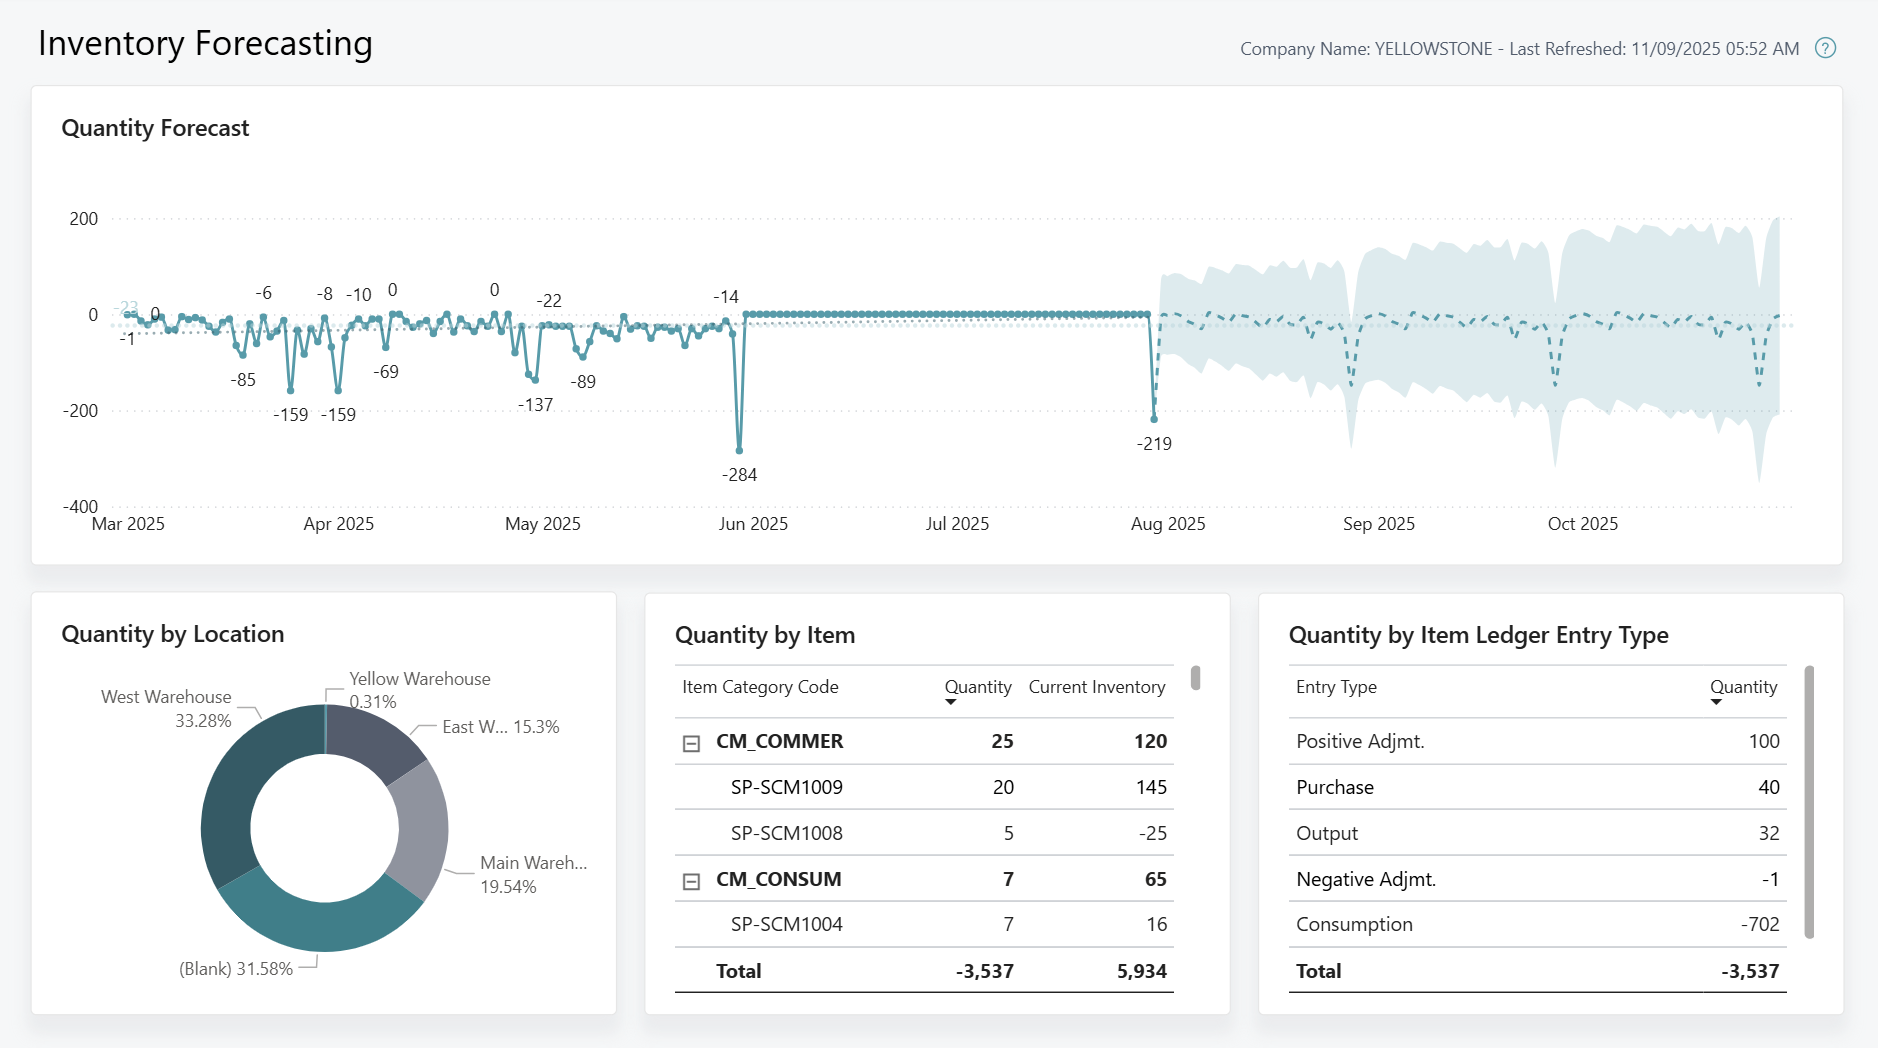 Inventory Forecasting
Company Name: YELLOWSTONE - Last Refreshed: 11/09/2025 05:52 AM ?
Quantity Forecast
200
0
-200
-400
-23
-1
0
-85
-6
-159
-8
-159
-10
-69
0
0
-137
-22
-89
-14
-284
-219
Mar 2025 Apr 2025 May 2025 Jun 2025 Jul 2025 Aug 2025 Sep 2025 Oct 2025
Quantity by Location
Yellow Warehouse
0.31%
West Warehouse
33.28%
East W... 15.3%
Main Wareh...
19.54%
(Blank) 31.58%
Quantity by Item
Item Category Code Quantity Current Inventory
CM_COMMER 25 120
SP-SCM1009 20 145
SP-SCM1008 5 -25
CM_CONSUM 7 65
SP-SCM1004 7 16
Total -3,537 5,934
Quantity by Item Ledger Entry Type
Entry Type Quantity
Positive Adjmt. 100
Purchase 40
Output 32
Negative Adjmt. -1
Consumption -702
Total -3,537